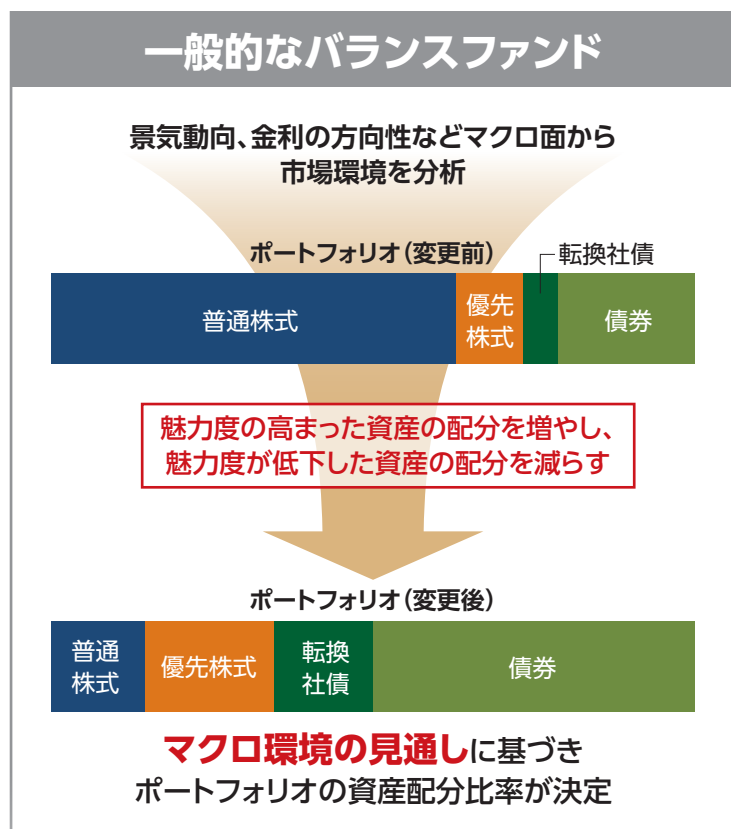 一般的なバランスファンド
景気動向、金利の方向性などマクロ面から
市場環境を分析
ポートフォリオ(変更前)
転換社債
普通株式
優先
株式
債券
魅力度の高まった資産の配分を増やし、
魅力度が低下した資産の配分を減らす
ポートフォリオ(変更後)
普通
株式
優先株式
転換
社債
債券
マクロ環境の見通しに基づき
ポートフォリオの資産配分比率が決定